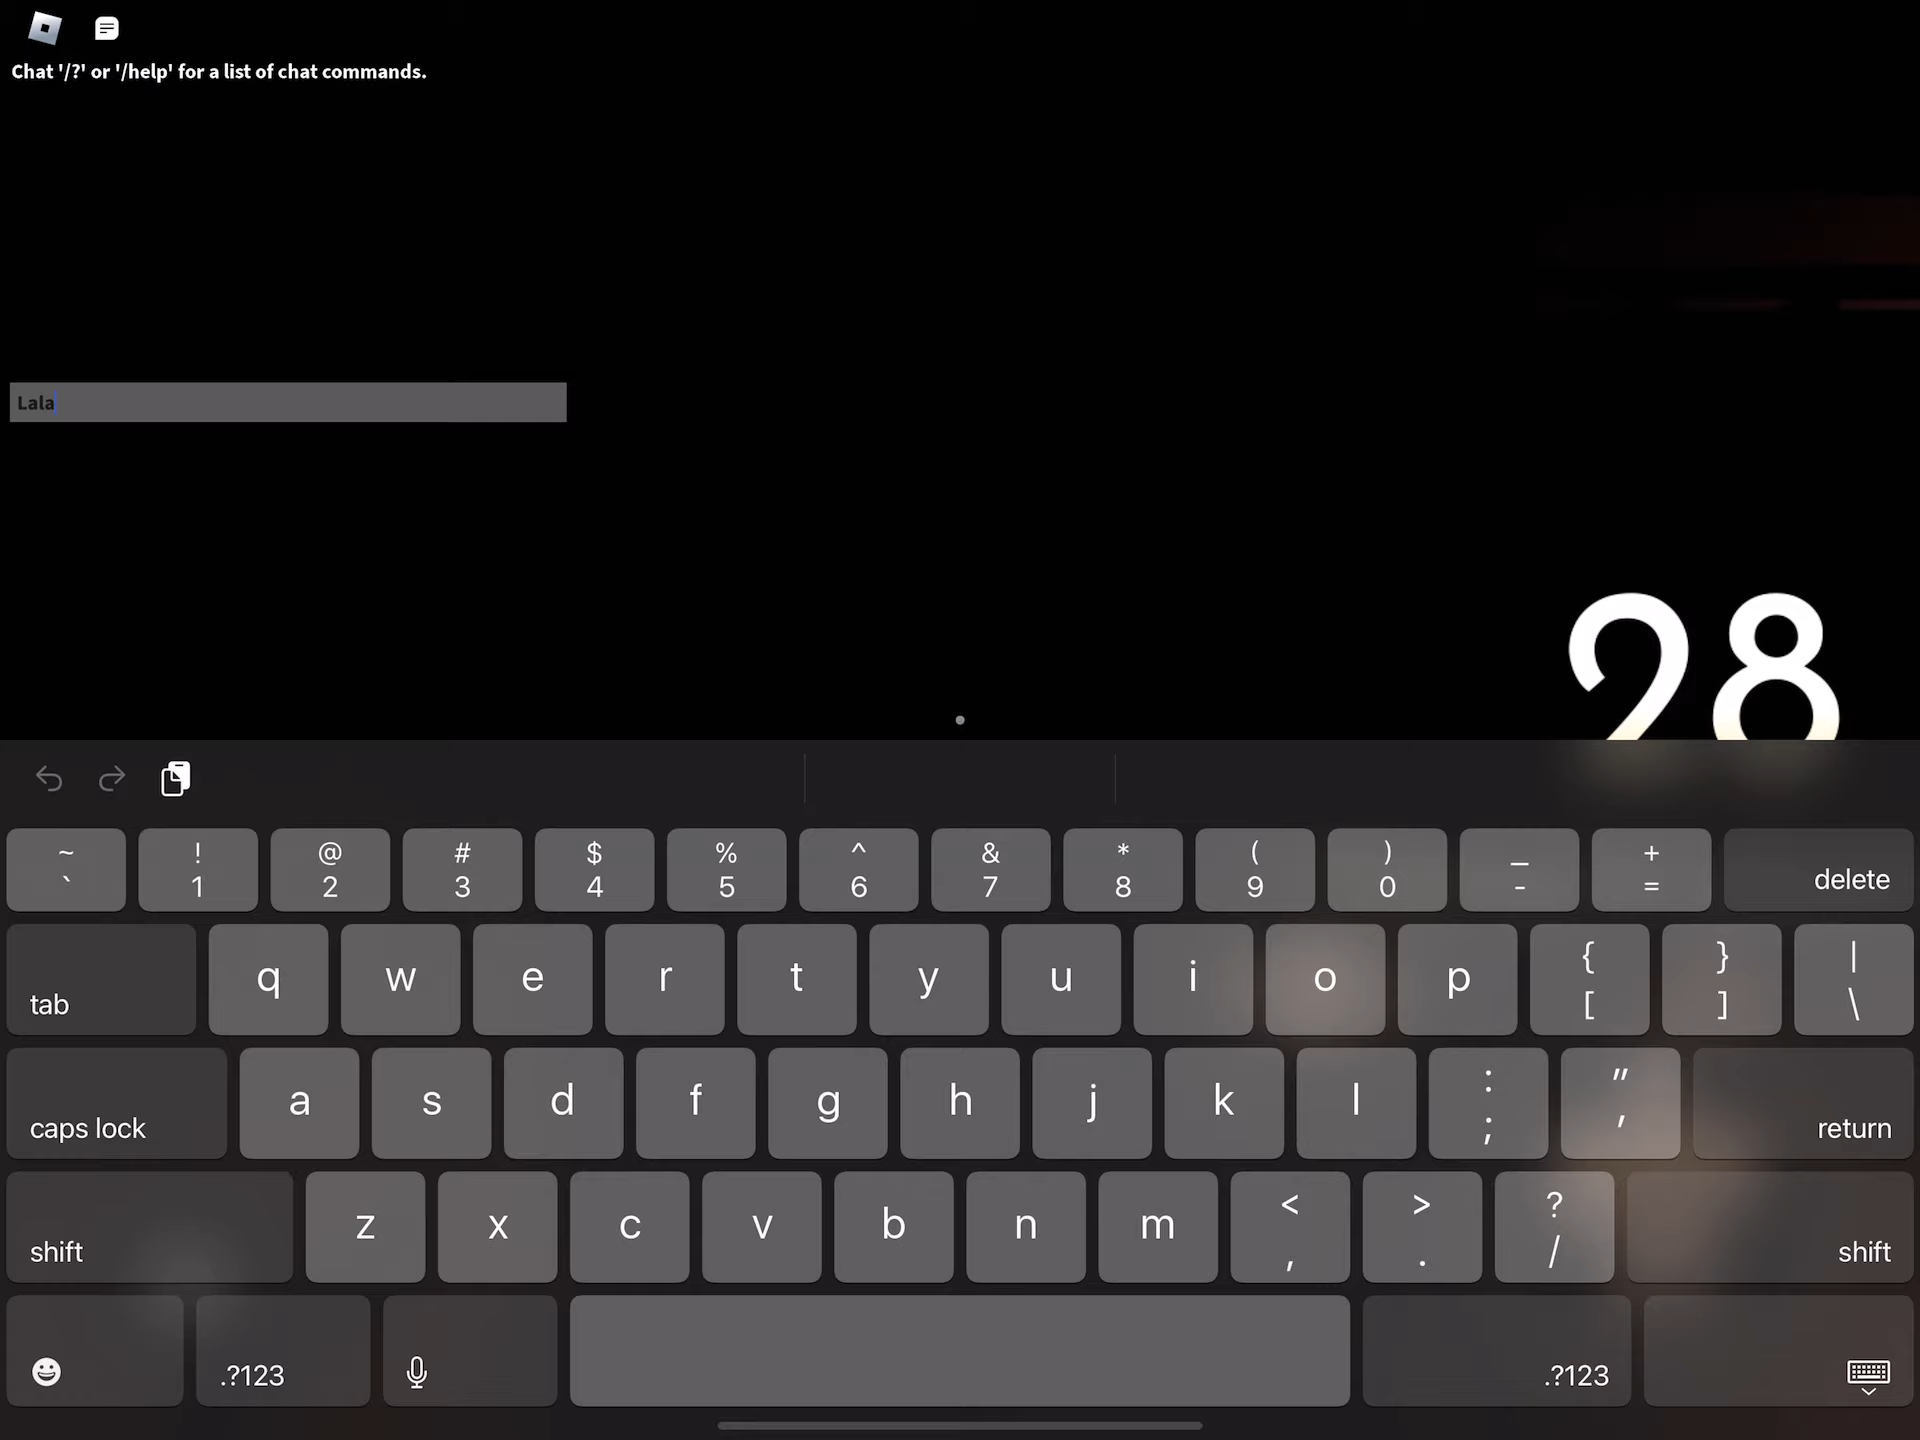 Chat '/?' or '/help' for a list of chat commands.
Lala
28
~ ! @ # $ % ^ & * ( ) _ +
` 1 2 3 4 5 6 7 8 9 0 - = delete
tab q w e r t y u i o p { [ } ] | \
caps lock a s d f g h j k l : ; " ' return
shift z x c v b n m < , > . ? / shift
.?123 .?123